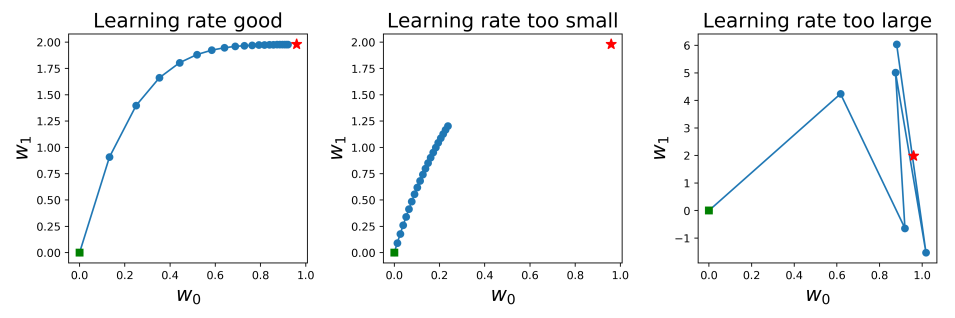 Learning rate good
2.00
1.75
1.50
1.25
1.00
0.75
0.50
0.25
0.00
w1
0.0 0.2 0.4 0.6 0.8 1.0
w0
Learning rate too small
2.00
1.75
1.50
1.25
1.00
0.75
0.50
0.25
0.00
w1
0.0 0.2 0.4 0.6 0.8 1.0
w0
Learning rate too large
6
5
4
3
2
1
0
−1
w1
0.0 0.2 0.4 0.6 0.8 1.0
w0